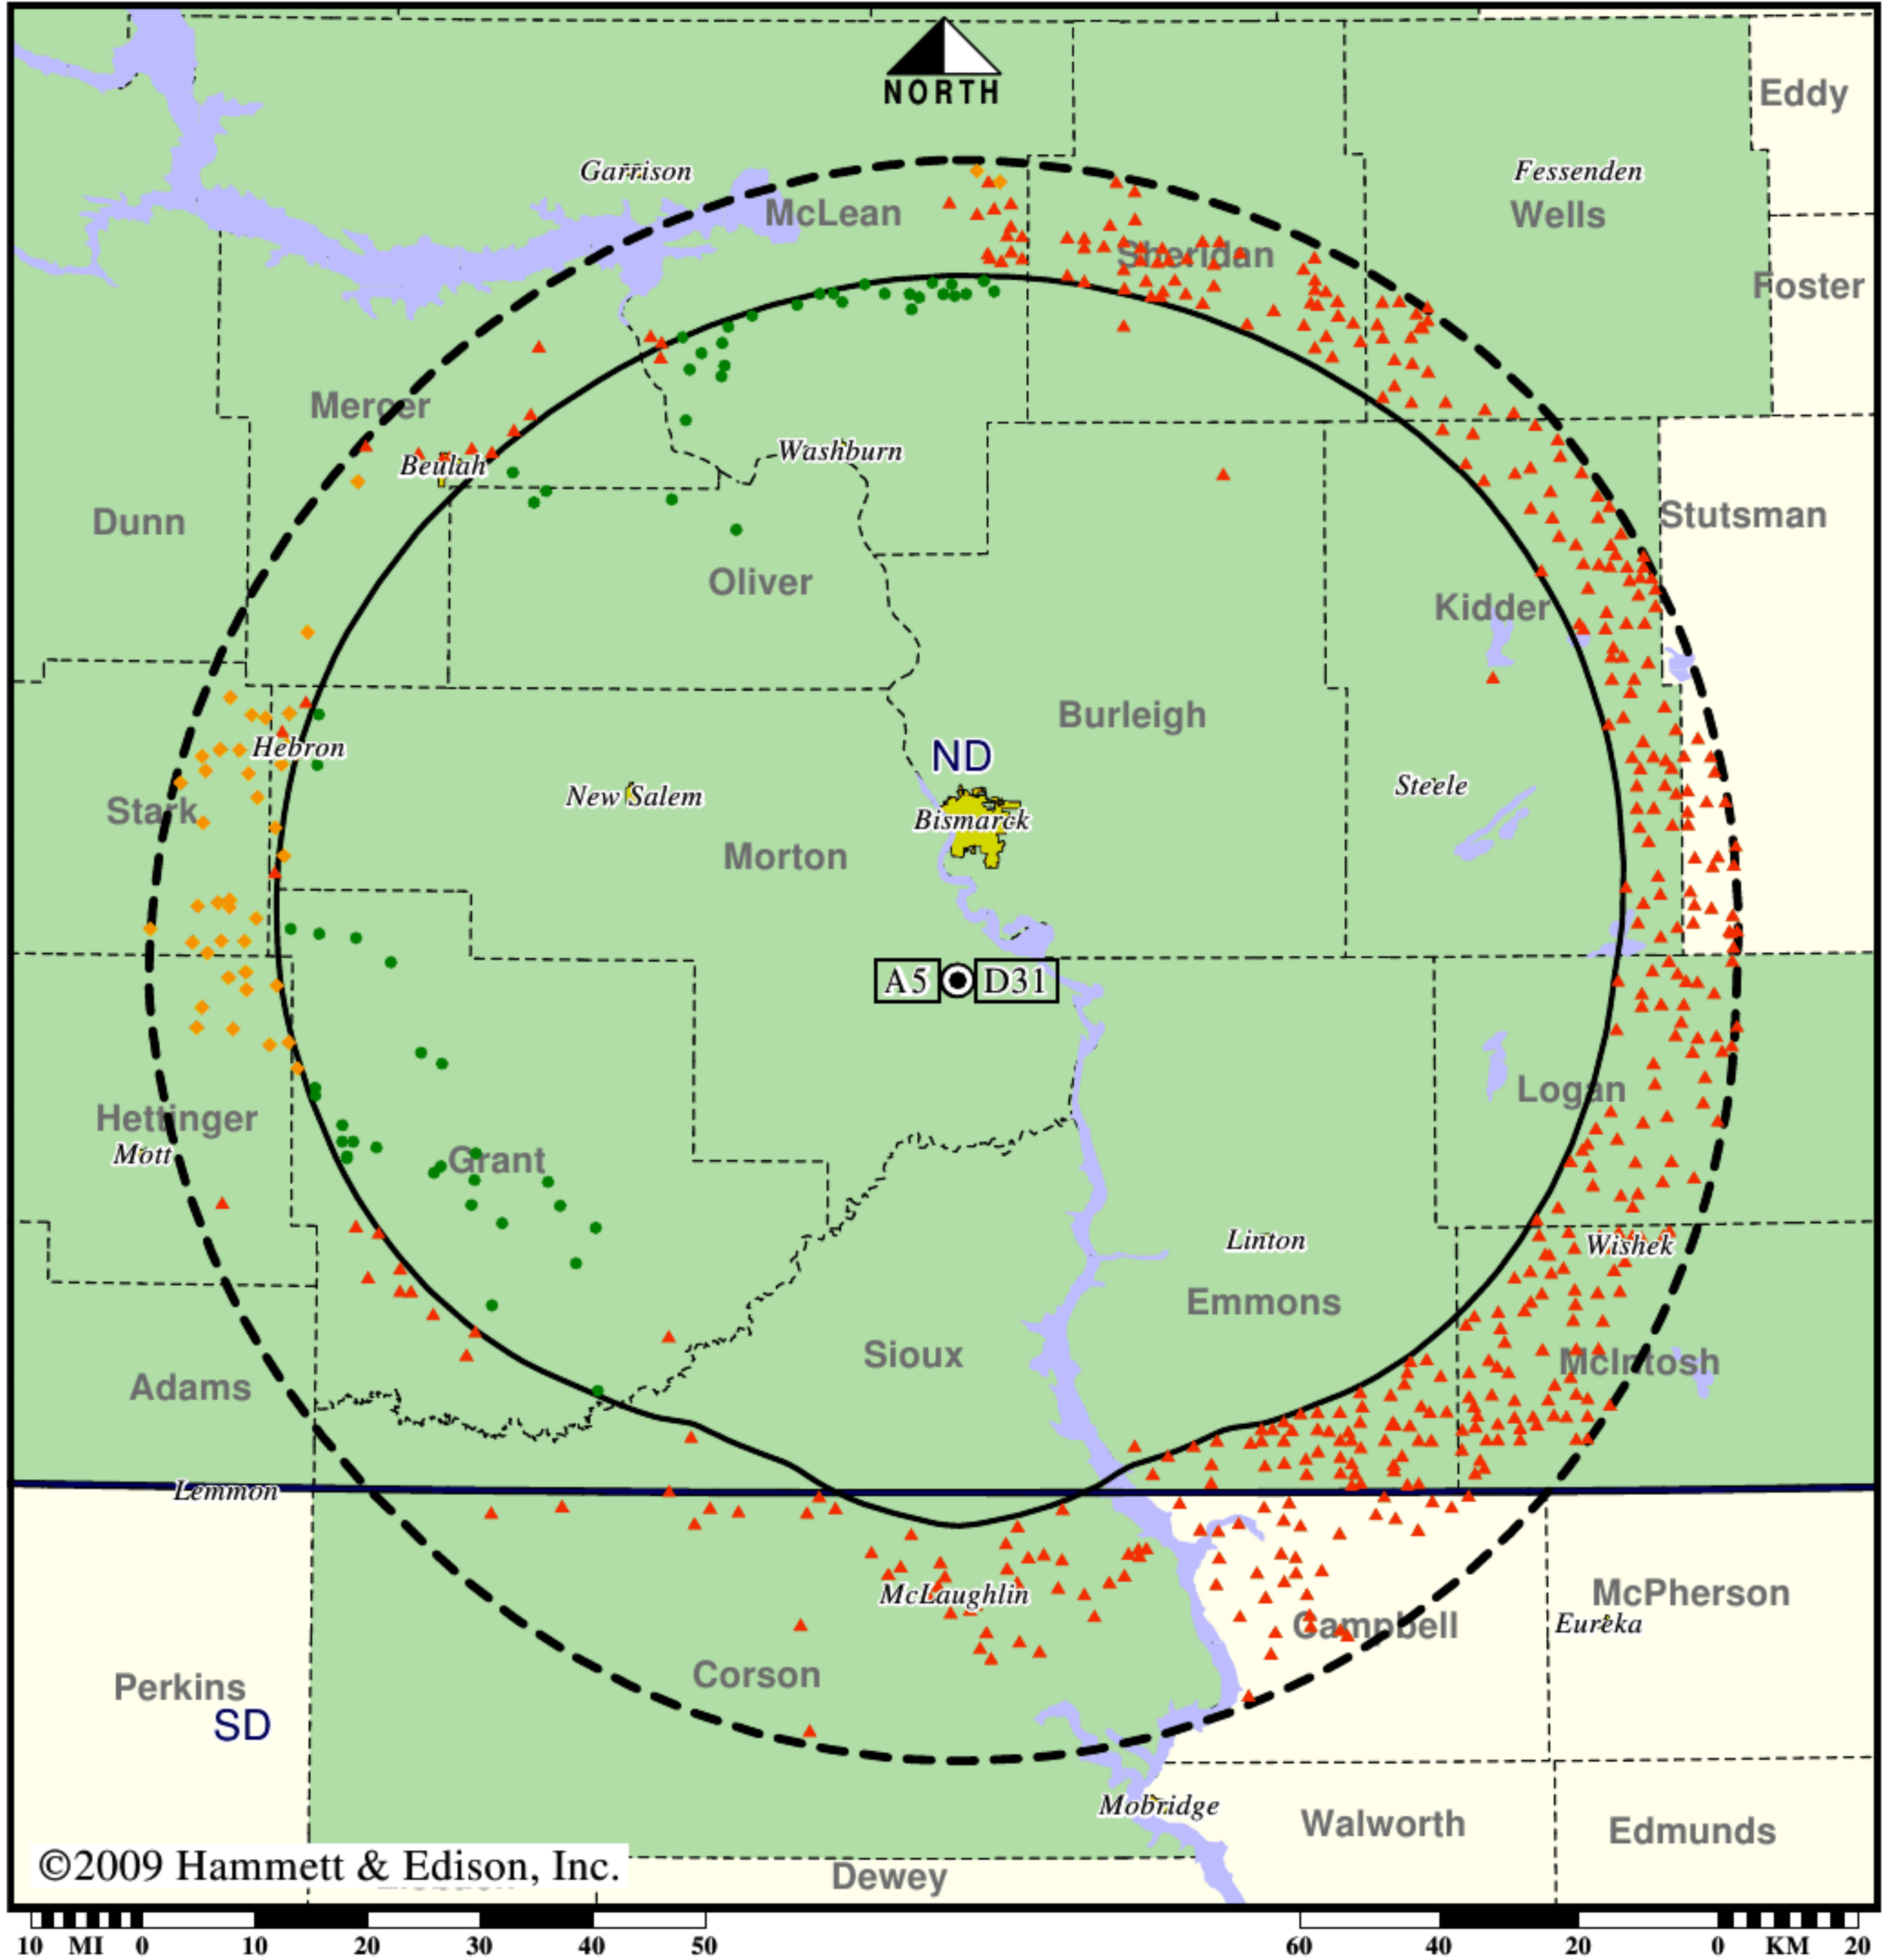 NORTH
Eddy
Garrison
Fessenden
McLean
Wells
Sheridan
Foster
Mercer
Washburn
Beulah
Dunn
Stutsman
Oliver
Kidder
Burleigh
Hebron
ND
Steele
New Salem
Stark
Bismarck
Morton
A5 D31
Logan
Hettinger
Mott
Grant
Linton
Wishek
Emmons
Sioux
McIntosh
Adams
Lemmon
McLaughlin
McPherson
Campbell
Eureka
Corson
Perkins
SD
Mobridge
Walworth
Edmunds
©2009 Hammett & Edison, Inc.
Dewey
10 MI 0 10 20 30 40 50 60 40 20 0 KM 20